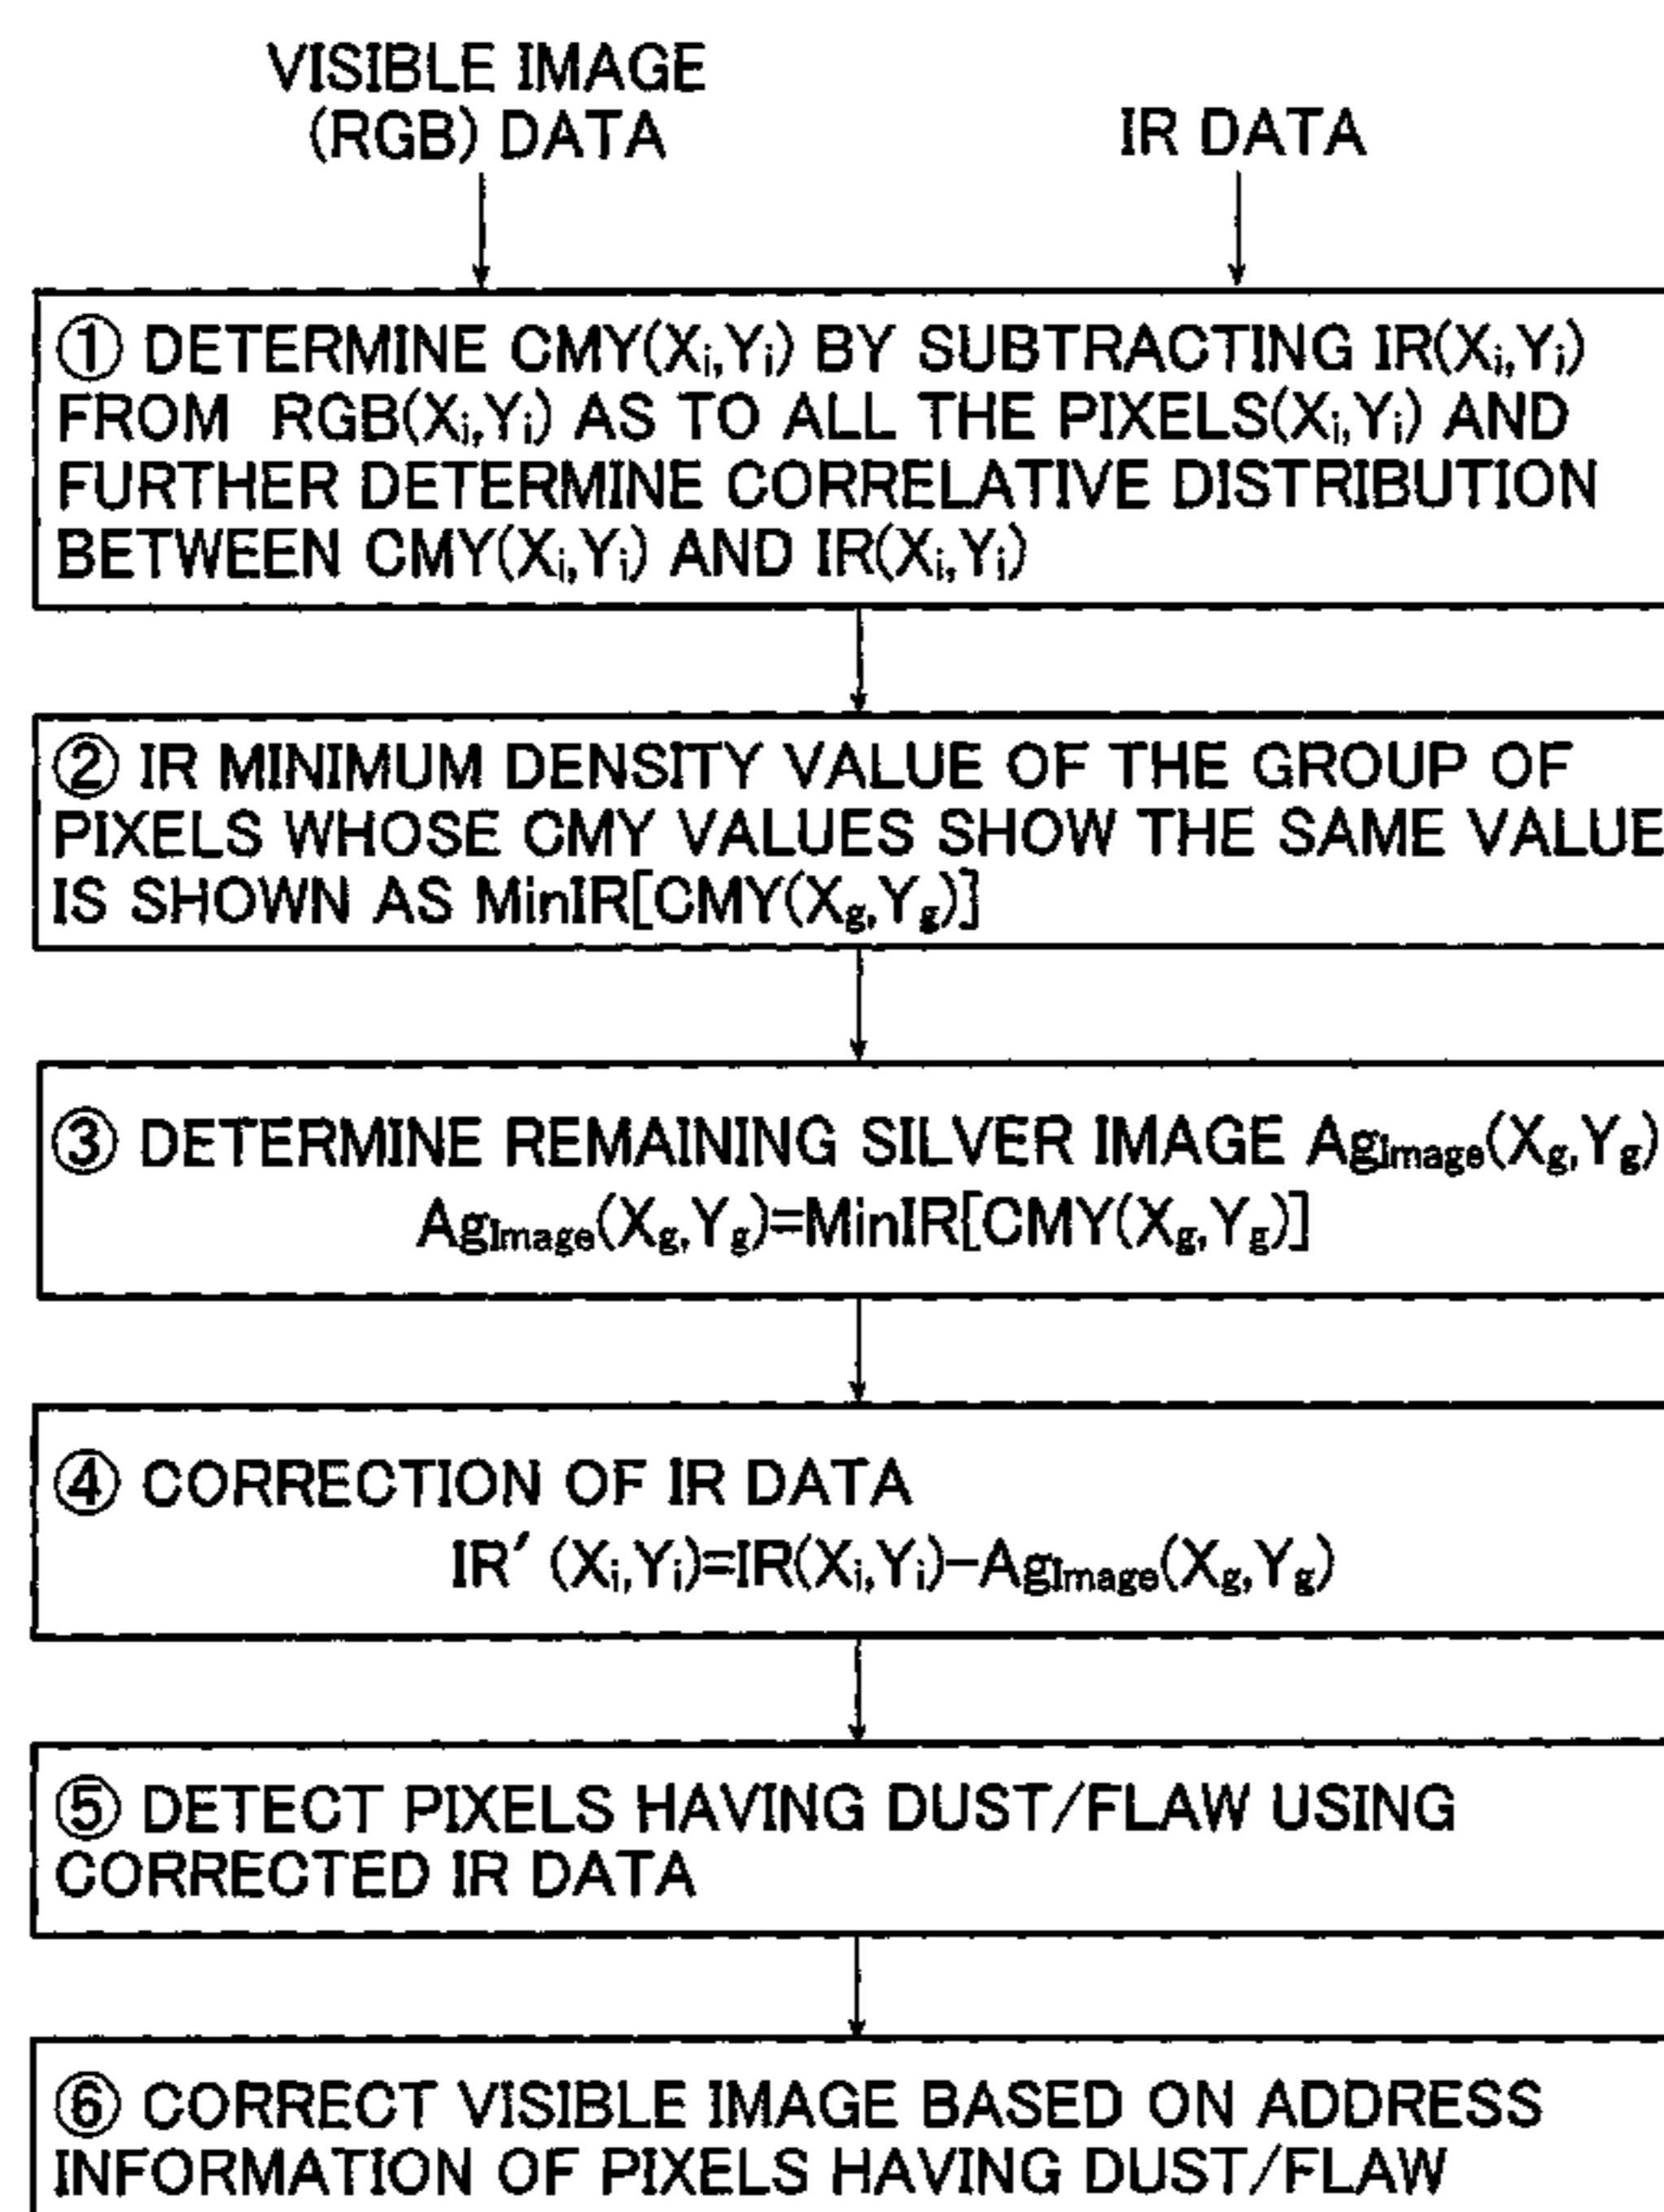 VISIBLE IMAGE
(RGB) DATA
IR DATA
① DETERMINE CMY(Xi,Yi) BY SUBTRACTING IR(Xi,Yi)
FROM RGB(Xi,Yi) AS TO ALL THE PIXELS(Xi,Yi) AND
FURTHER DETERMINE CORRELATIVE DISTRIBUTION
BETWEEN CMY(Xi,Yi) AND IR(Xi,Yi)
② IR MINIMUM DENSITY VALUE OF THE GROUP OF
PIXELS WHOSE CMY VALUES SHOW THE SAME VALUE
IS SHOWN AS MinIR[CMY(Xg,Yg)]
③ DETERMINE REMAINING SILVER IMAGE AgImage(Xg,Yg)
AgImage(Xg,Yg)=MinIR[CMY(Xg,Yg)]
④ CORRECTION OF IR DATA
IR′ (Xi,Yi)=IR(Xi,Yi)−AgImage(Xg,Yg)
⑤ DETECT PIXELS HAVING DUST/FLAW USING
CORRECTED IR DATA
⑥ CORRECT VISIBLE IMAGE BASED ON ADDRESS
INFORMATION OF PIXELS HAVING DUST/FLAW